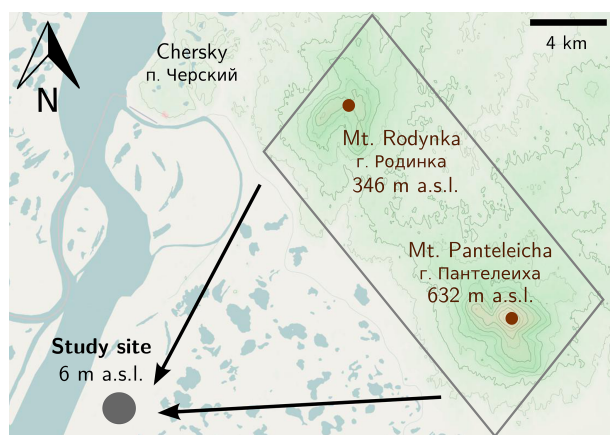 Chersky
п. Черский
4 km
N
Mt. Rodynka
г. Родинка
346 m a.s.l.
Mt. Panteleicha
г. Пантелеиха
632 m a.s.l.
Study site
6 m a.s.l.